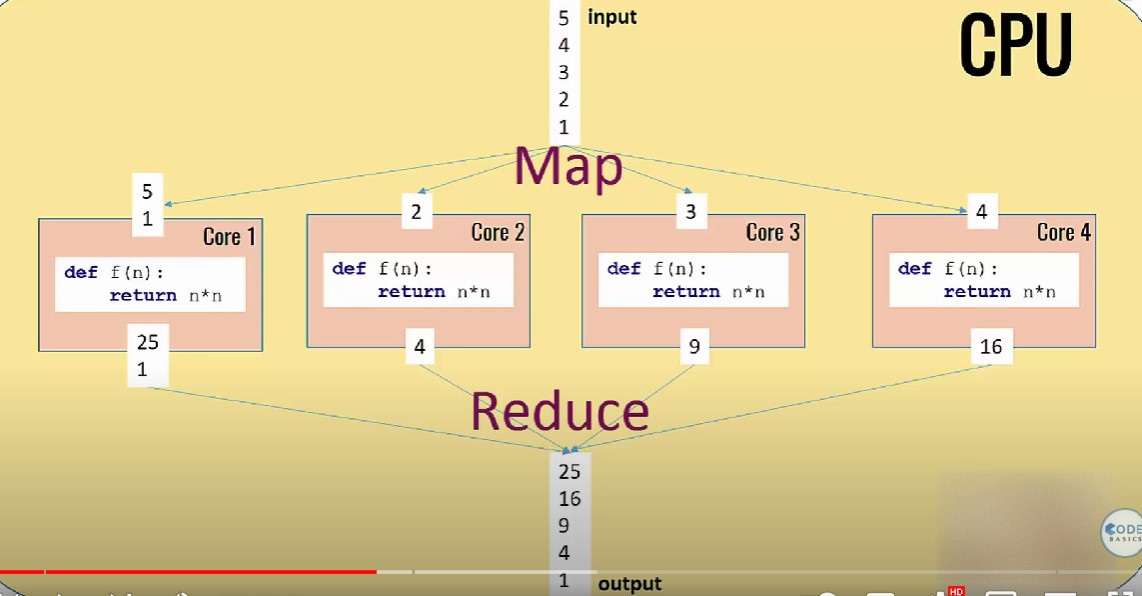 5 input
4
3
2
1
CPU
Map
5
1
2
3
4
Core 1
def f(n):
return n*n
25
1
Core 2
def f(n):
return n*n
4
Core 3
def f(n):
return n*n
9
Core 4
def f(n):
return n*n
16
Reduce
25
16
9
4
1 output
CODE
BASICS
HD